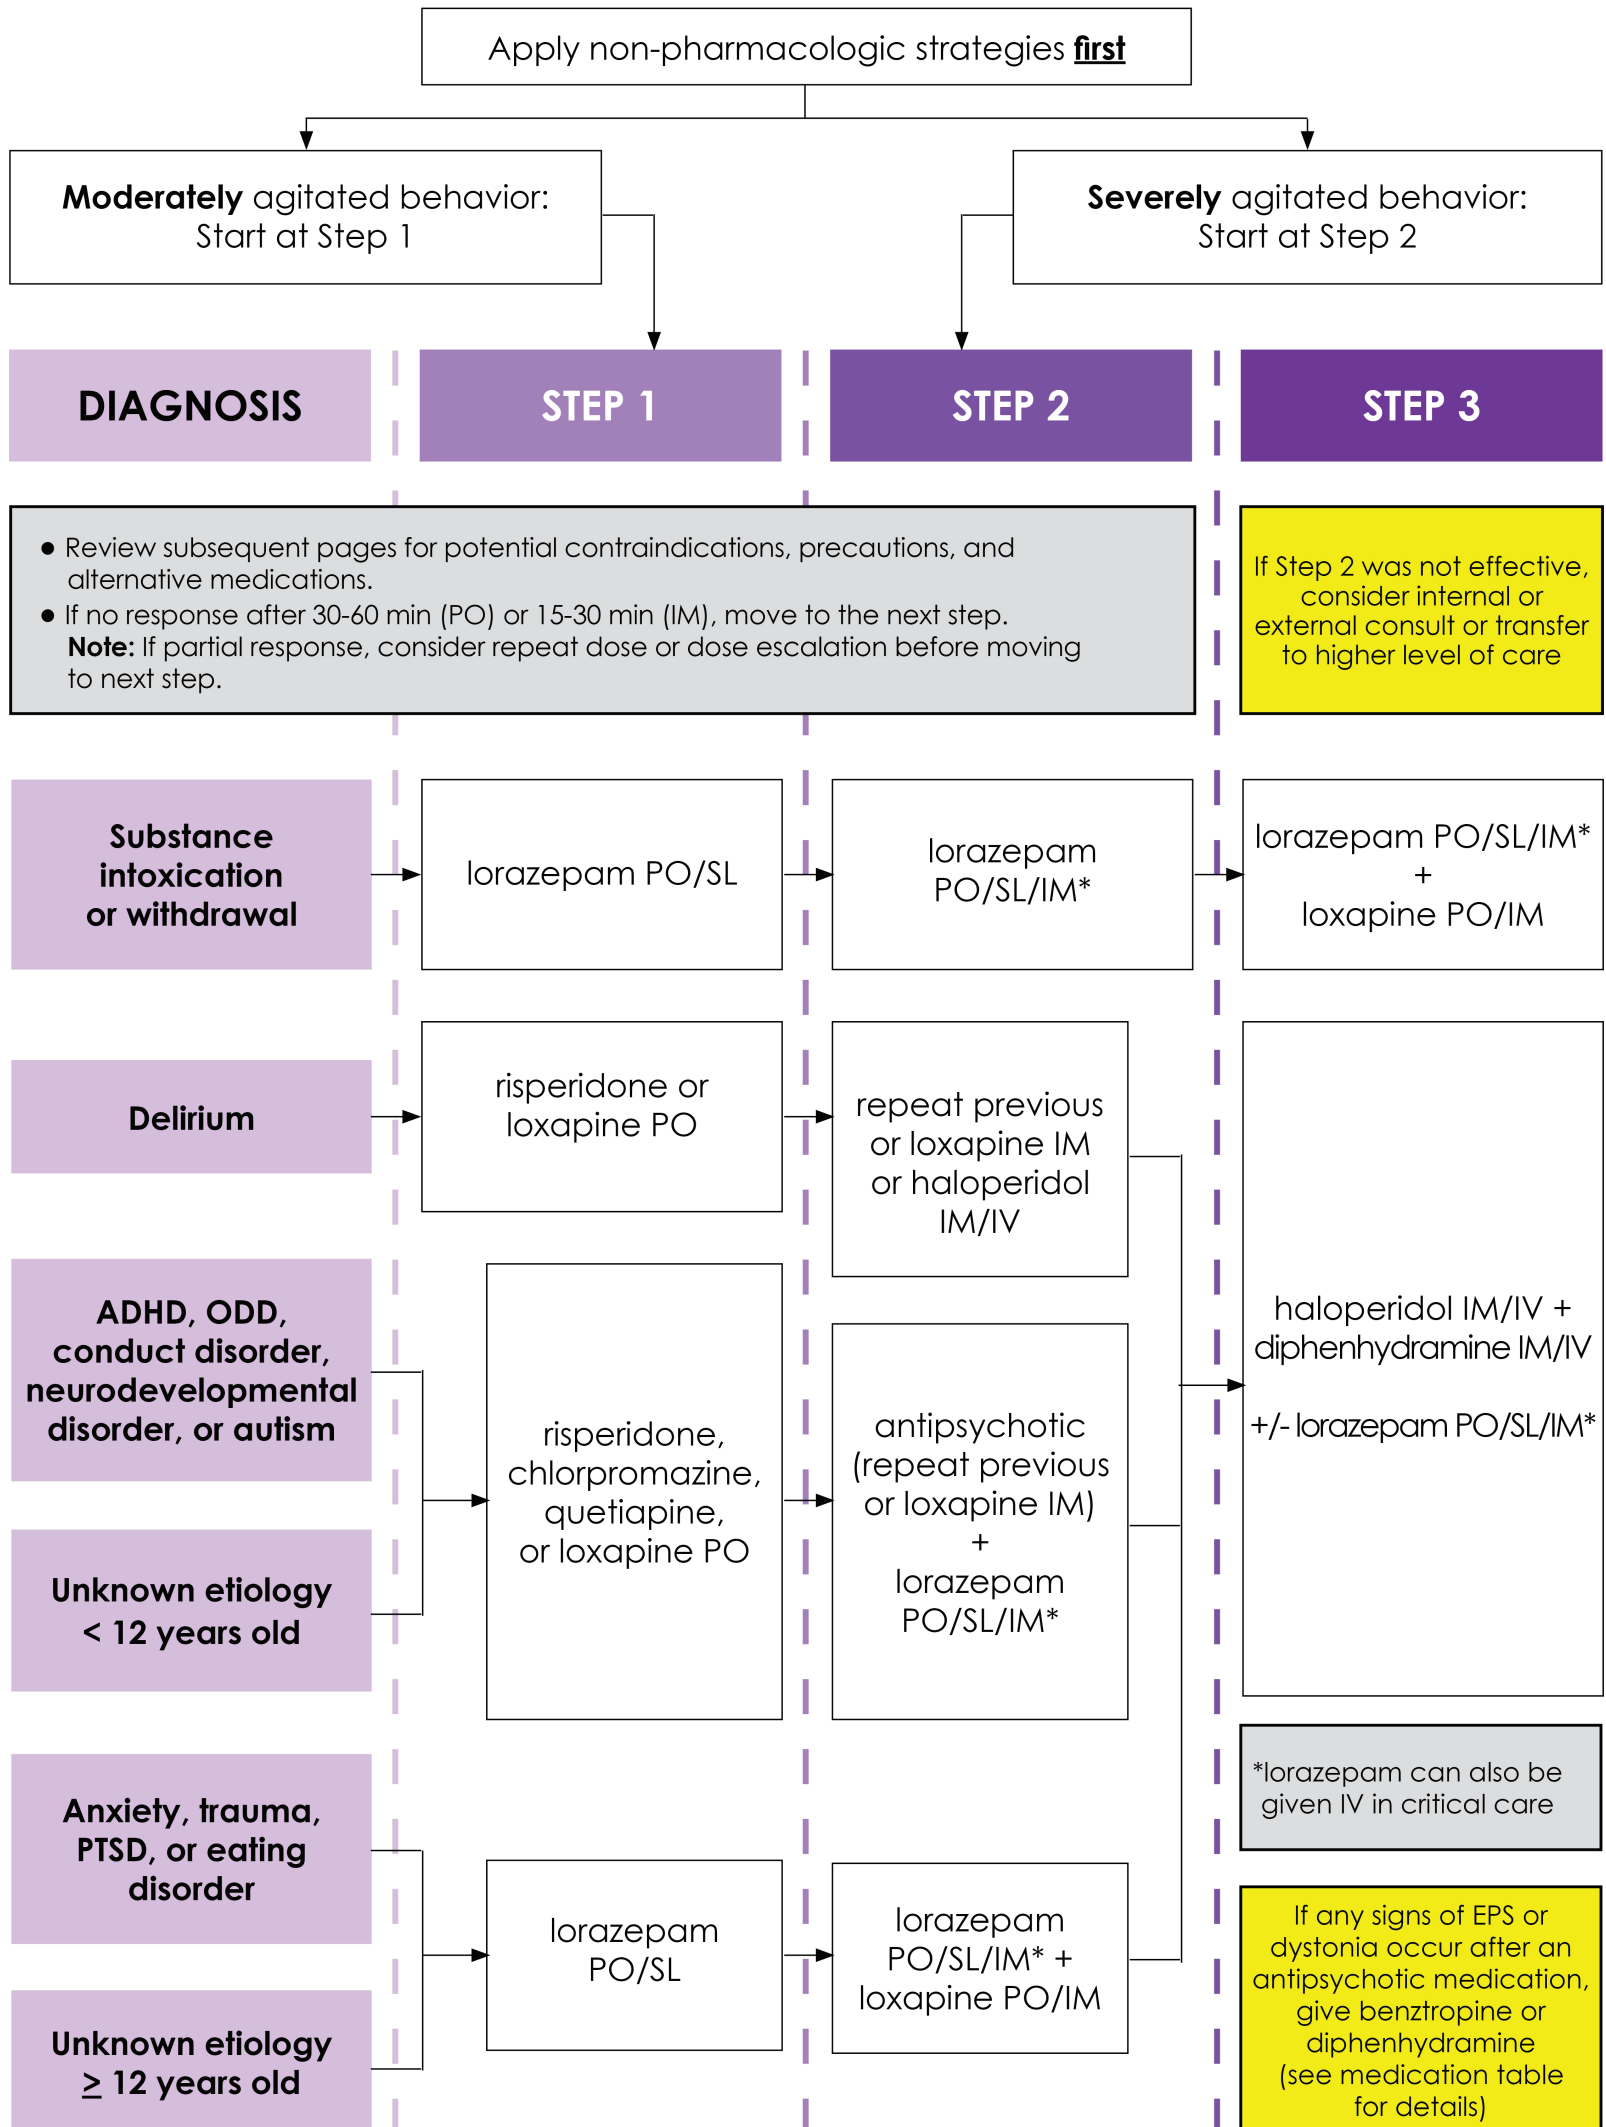 Apply non-pharmacologic strategies first
Moderately agitated behavior:
Start at Step 1
Severely agitated behavior:
Start at Step 2
DIAGNOSIS
STEP 1
STEP 2
STEP 3
● Review subsequent pages for potential contraindications, precautions, and
alternative medications.
● If no response after 30-60 min (PO) or 15-30 min (IM), move to the next step.
Note: If partial response, consider repeat dose or dose escalation before moving
to next step.
If Step 2 was not effective,
consider internal or
external consult or transfer
to higher level of care
Substance
intoxication
or withdrawal
lorazepam PO/SL
lorazepam
PO/SL/IM*
lorazepam PO/SL/IM*
+
loxapine PO/IM
Delirium
risperidone or
loxapine PO
repeat previous
or loxapine IM
or haloperidol
IM/IV
ADHD, ODD,
conduct disorder,
neurodevelopmental
disorder, or autism
Unknown etiology
< 12 years old
risperidone,
chlorpromazine,
quetiapine,
or loxapine PO
antipsychotic
(repeat previous
or loxapine IM)
+
lorazepam
PO/SL/IM*
haloperidol IM/IV +
diphenhydramine IM/IV
+/- lorazepam PO/SL/IM*
Anxiety, trauma,
PTSD, or eating
disorder
Unknown etiology
≥ 12 years old
lorazepam
PO/SL
lorazepam
PO/SL/IM* +
loxapine PO/IM
*lorazepam can also be
given IV in critical care
If any signs of EPS or
dystonia occur after an
antipsychotic medication,
give benztropine or
diphenhydramine
(see medication table
for details)